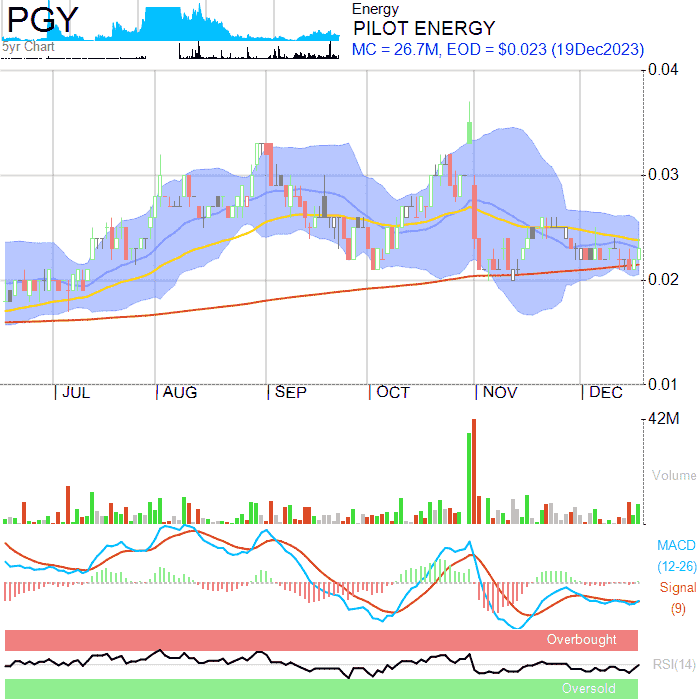 PGY
Energy
PILOT ENERGY
5yr Chart
MC = 26.7M, EOD = $0.023 (19Dec2023)
0.04
0.03
0.02
0.01
JUL
AUG
SEP
OCT
NOV
DEC
42M
Volume
MACD
(12-26)
Signal
(9)
Overbought
RSI(14)
Oversold